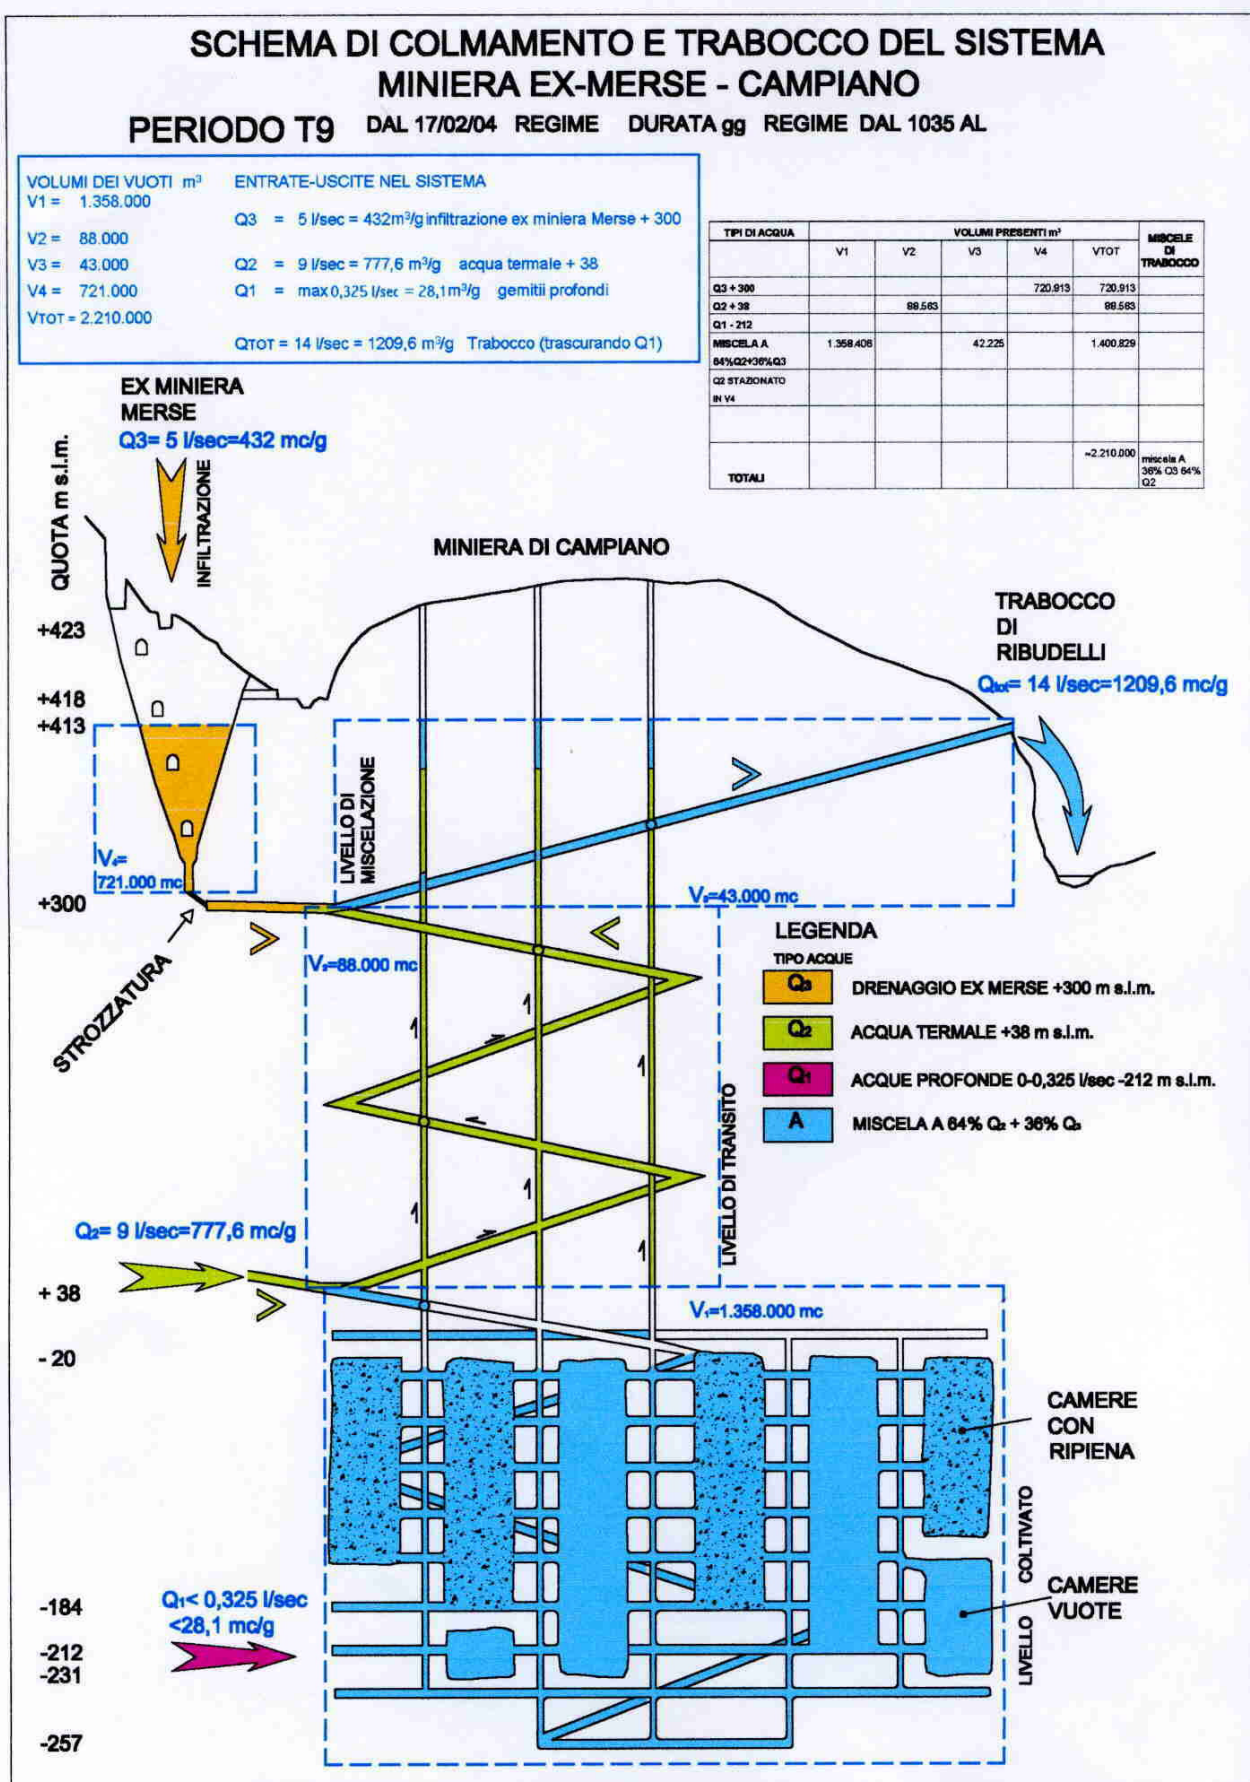 SCHEMA DI COLMAMENTO E TRABOCCO DEL SISTEMA
MINIERA EX-MERSE - CAMPIANO
PERIODO T9 DAL 17/02/04 REGIME DURATA gg REGIME DAL 1035 AL
VOLUMI DEI VUOTI m³ ENTRATE-USCITE NEL SISTEMA
V1 = 1.358.000
Q3 = 5 l/sec = 432m³/g infiltrazione ex miniera Merse + 300
V2 = 88.000
V3 = 43.000 Q2 = 9 l/sec = 777,6 m³/g acqua termale + 38
V4 = 721.000 Q1 = max 0,325 l/sec = 28,1 m³/g gemitii profondi
VTOT = 2.210.000
QTOT = 14 l/sec = 1209,6 m³/g Trabocco (trascurando Q1)
TIPI DI ACQUA VOLUMI PRESENTI m³ MISCELE DI TRABOCCO
V1 V2 V3 V4 VTOT
Q3 + 300 720.913 720.913
Q2 + 38 88.563 88.563
Q1 - 212
MISCELA A 1.358.406 42.225 1.400.829
64%Q2+36%Q3
Q2 STAZIONATO
IN V4
TOTALI ~2.210.000 miscela A
36% Q3 64%
Q2
EX MINIERA
MERSE
Q3= 5 l/sec=432 mc/g
QUOTA m s.l.m.
INFILTRAZIONE
MINIERA DI CAMPIANO
TRABOCCO
DI
RIBUDELLI
Qtot= 14 l/sec=1209,6 mc/g
+423
+418
+413
LIVELLO DI
MISCELAZIONE
V₄=
721.000 mc
+300
V₃=43.000 mc
STROZZATURA
V₂=88.000 mc
LEGENDA
TIPO ACQUE
Q3 DRENAGGIO EX MERSE +300 m s.l.m.
Q2 ACQUA TERMALE +38 m s.l.m.
Q1 ACQUE PROFONDE 0-0,325 l/sec -212 m s.l.m.
A MISCELA A 64% Q₂ + 36% Q₃
LIVELLO DI TRANSITO
Q2= 9 l/sec=777,6 mc/g
+ 38
V₁=1.358.000 mc
- 20
CAMERE
CON
RIPIENA
LIVELLO COLTIVATO
CAMERE
VUOTE
Q1< 0,325 l/sec
<28,1 mc/g
-184
-212
-231
-257